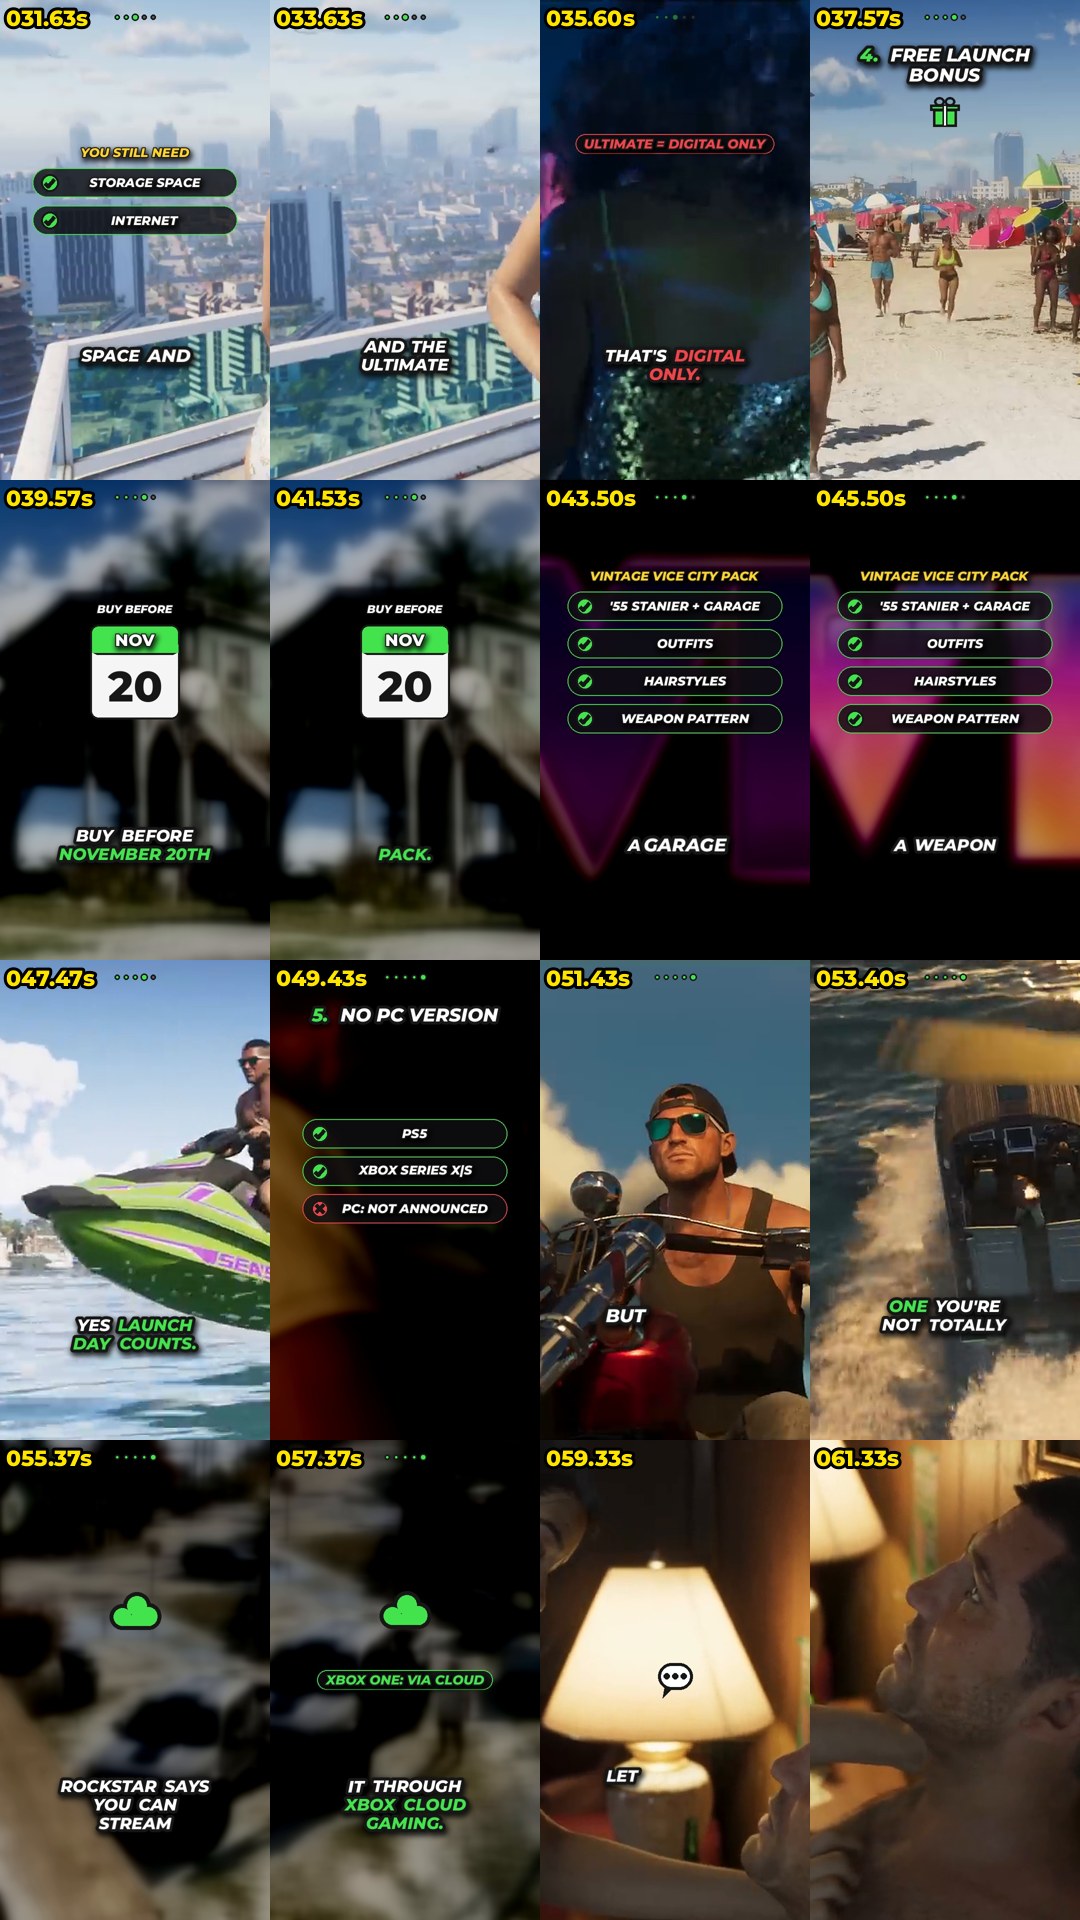 031.63s
YOU STILL NEED
STORAGE SPACE
INTERNET
SPACE AND
033.63s
AND THE
ULTIMATE
035.60s
ULTIMATE = DIGITAL ONLY
THAT'S DIGITAL
ONLY.
037.57s
4. FREE LAUNCH
BONUS
039.57s
BUY BEFORE
NOV
20
BUY BEFORE
NOVEMBER 20TH
041.53s
BUY BEFORE
NOV
20
PACK.
043.50s
VINTAGE VICE CITY PACK
'55 STANIER + GARAGE
OUTFITS
HAIRSTYLES
WEAPON PATTERN
A GARAGE
045.50s
VINTAGE VICE CITY PACK
'55 STANIER + GARAGE
OUTFITS
HAIRSTYLES
WEAPON PATTERN
A WEAPON
047.47s
YES LAUNCH
DAY COUNTS.
049.43s
5. NO PC VERSION
PS5
XBOX SERIES X|S
PC: NOT ANNOUNCED
051.43s
BUT
053.40s
ONE YOU'RE
NOT TOTALLY
055.37s
ROCKSTAR SAYS
YOU CAN
STREAM
057.37s
XBOX ONE: VIA CLOUD
IT THROUGH
XBOX CLOUD
GAMING.
059.33s
LET
061.33s